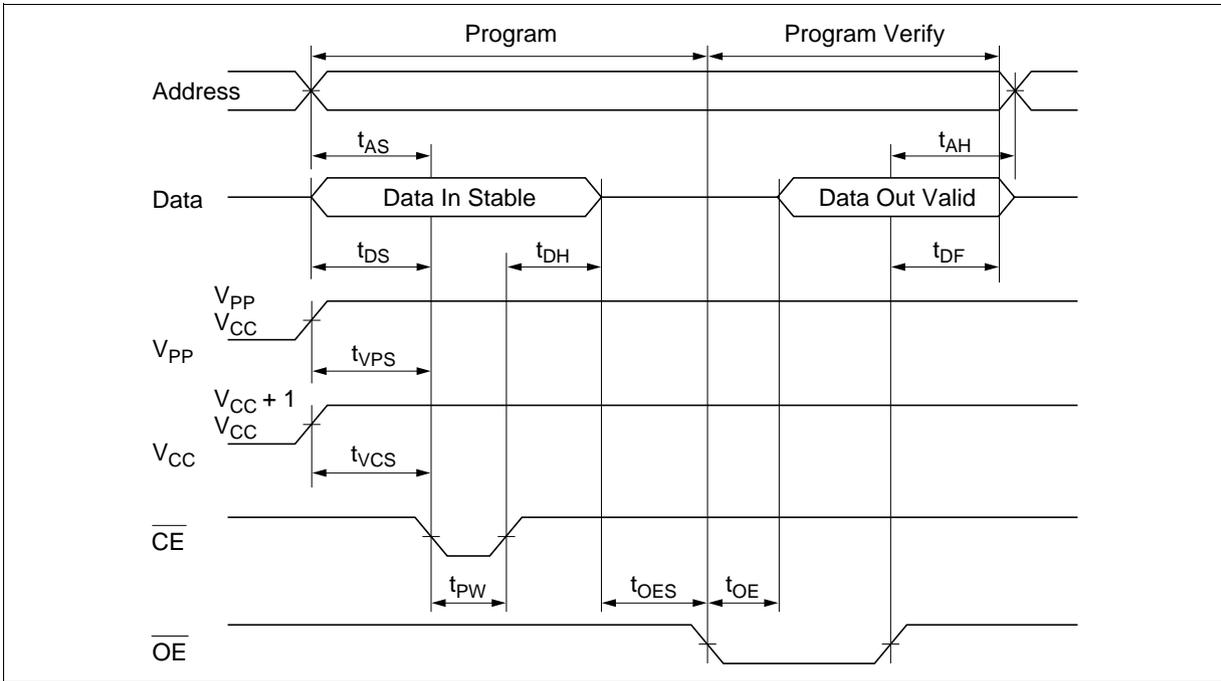 Program Program Verify
Address
tAS tAH
Data Data In Stable Data Out Valid
tDS tDH tDF
VPP
VCC
VPP
tVPS
VCC + 1
VCC
VCC
tVCS
CE
tPW tOES tOE
OE